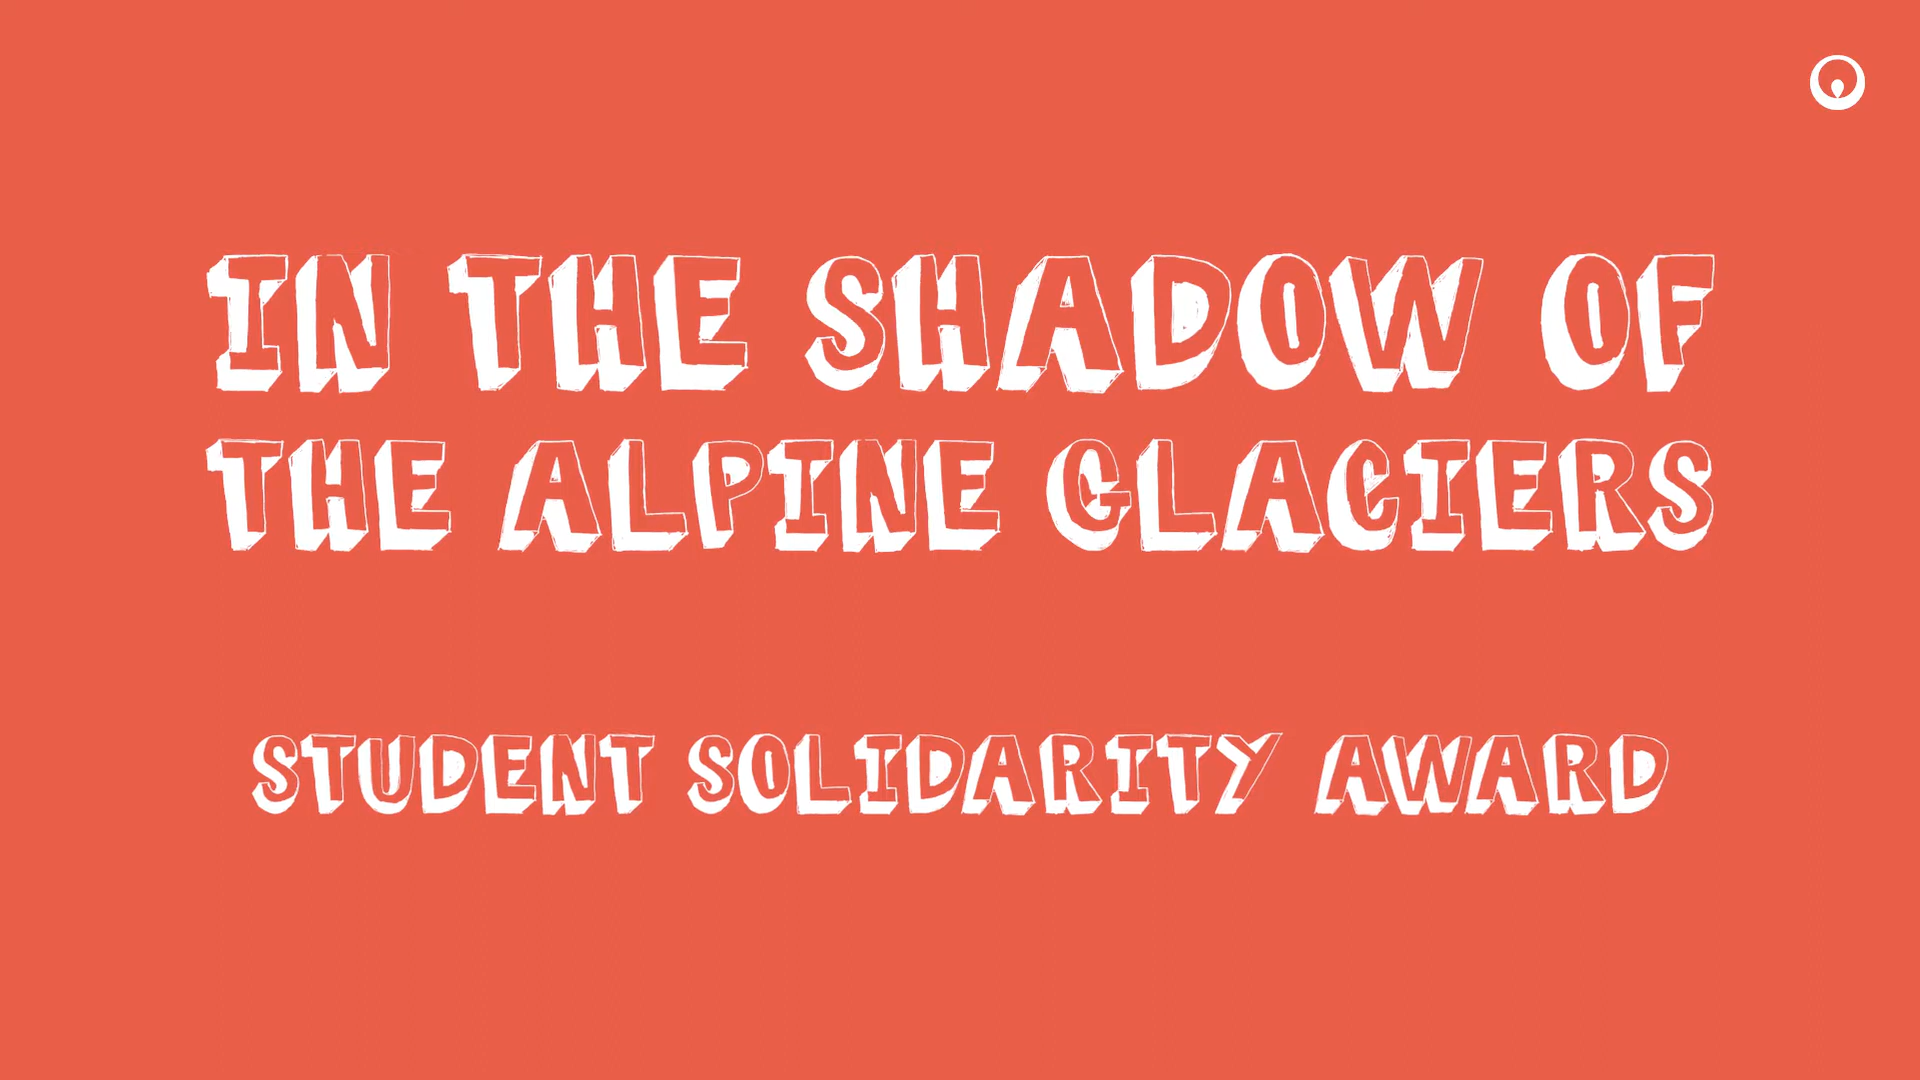 IN THE SHADOW OF
THE ALPINE GLACIERS
STUDENT SOLIDARITY AWARD